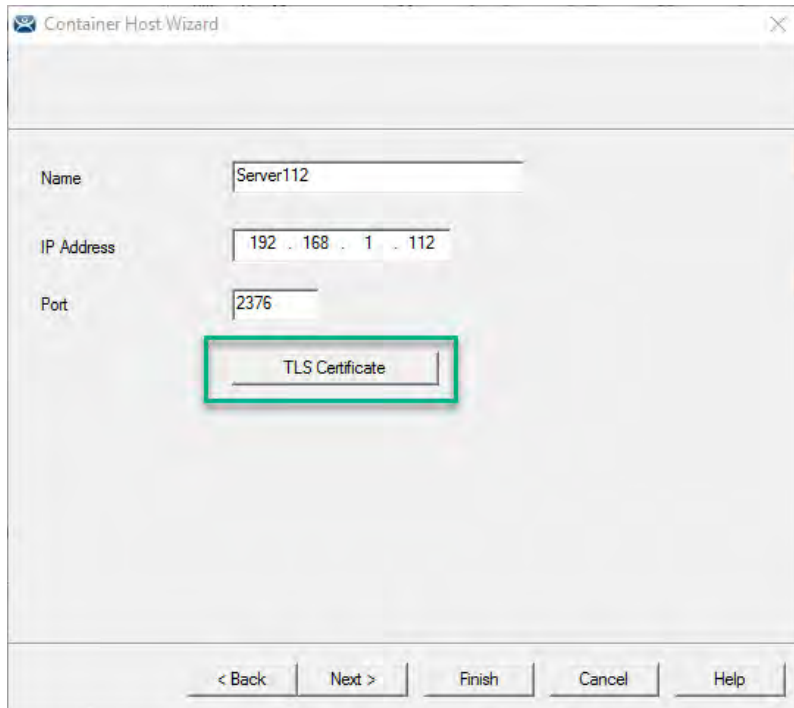 Container Host Wizard
Name Server112
IP Address 192 . 168 . 1 . 112
Port 2376
TLS Certificate
< Back Next > Finish Cancel Help